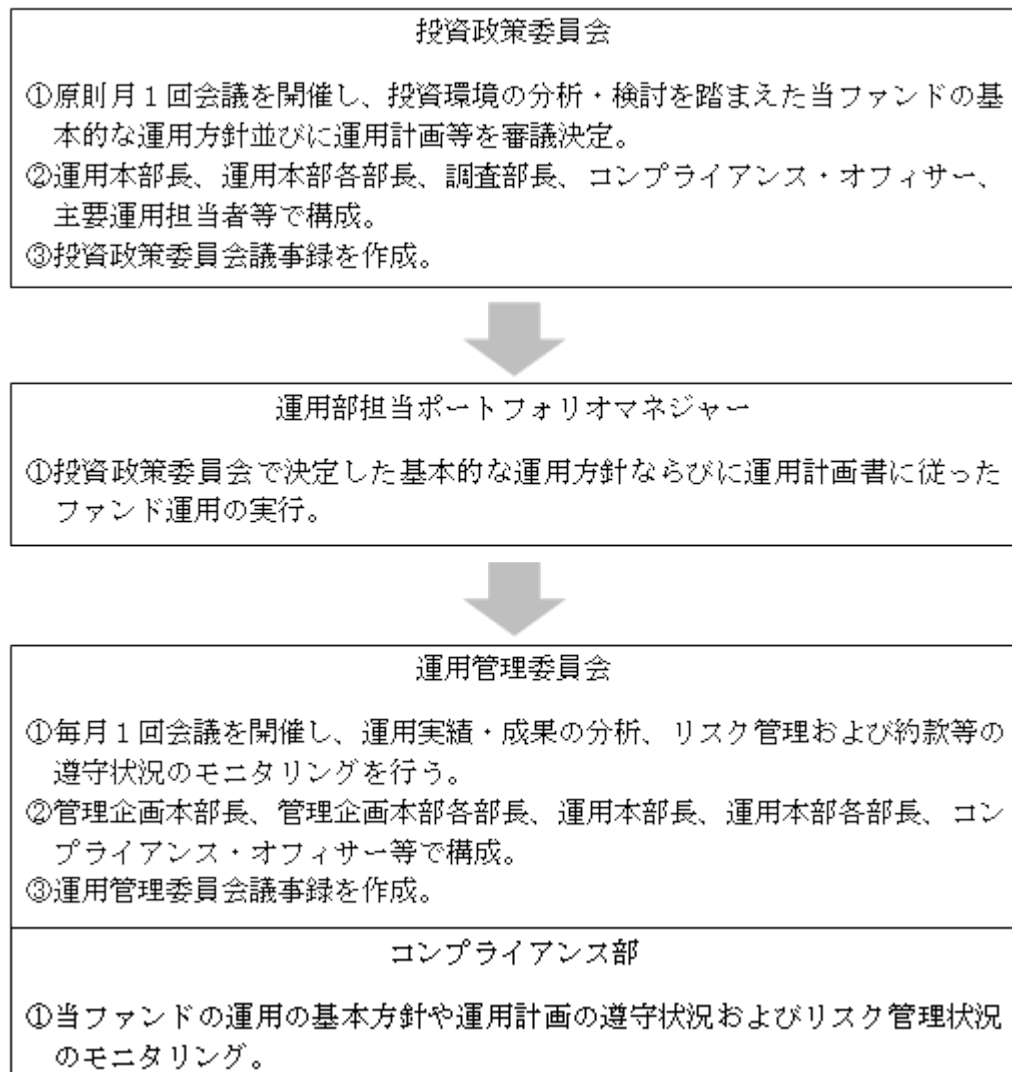 投資政策委員会
①原則月１回会議を開催し、投資環境の分析・検討を踏まえた当ファンドの基
本的な運用方針並びに運用計画等を審議決定。
②運用本部長、運用本部各部長、調査部長、コンプライアンス・オフィサー、
主要運用担当者等で構成。
③投資政策委員会議事録を作成。
運用部担当ポートフォリオマネジャー
①投資政策委員会で決定した基本的な運用方針ならびに運用計画書に従った
ファンド運用の実行。
運用管理委員会
①毎月１回会議を開催し、運用実績・成果の分析、リスク管理および約款等の
遵守状況のモニタリングを行う。
②管理企画本部長、管理企画本部各部長、運用本部長、運用本部各部長、コン
プライアンス・オフィサー等で構成。
③運用管理委員会議事録を作成。
コンプライアンス部
①当ファンドの運用の基本方針や運用計画の遵守状況およびリスク管理状況
のモニタリング。